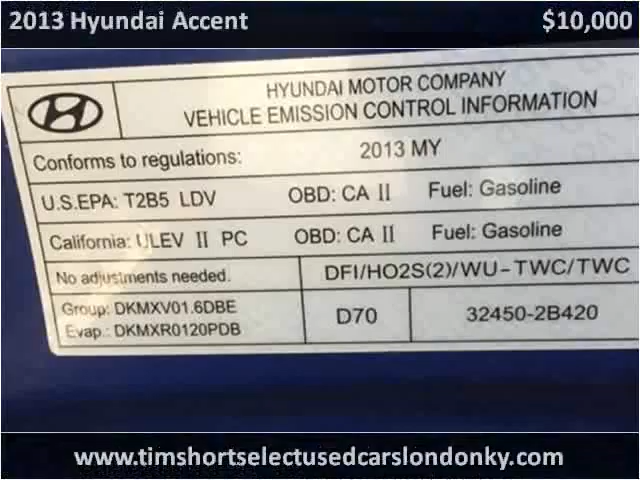 2013 Hyundai Accent $10,000
HYUNDAI MOTOR COMPANY
VEHICLE EMISSION CONTROL INFORMATION
Conforms to regulations: 2013 MY
U.S.EPA: T2B5 LDV OBD: CA II Fuel: Gasoline
California: ULEV II PC OBD: CA II Fuel: Gasoline
No adjustments needed. DFI/HO2S(2)/WU-TWC/TWC
Group: DKMXV01.6DBE
Evap.: DKMXR0120PDB
D70 32450-2B420
www.timshortselectusedcarslondonky.com